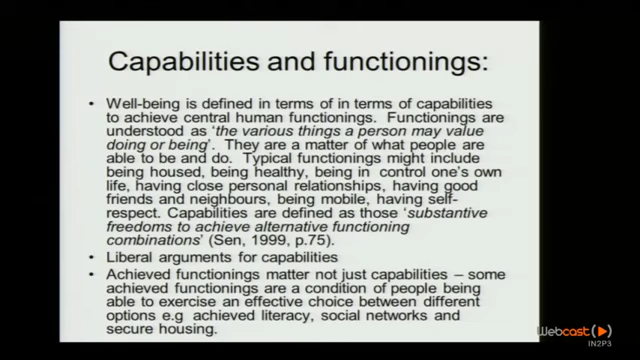 Capabilities and functionings:
• Well-being is defined in terms of in terms of capabilities
to achieve central human functionings. Functionings are
understood as 'the various things a person may value
doing or being'. They are a matter of what people are
able to be and do. Typical functionings might include
being housed, being healthy, being in control one's own
life, having close personal relationships, having good
friends and neighbours, being mobile, having self-
respect. Capabilities are defined as those 'substantive
freedoms to achieve alternative functioning
combinations' (Sen, 1999, p.75).
• Liberal arguments for capabilities
• Achieved functionings matter not just capabilities – some
achieved functionings are a condition of people being
able to exercise an effective choice between different
options e.g achieved literacy, social networks and
secure housing.
Webcast
IN2P3